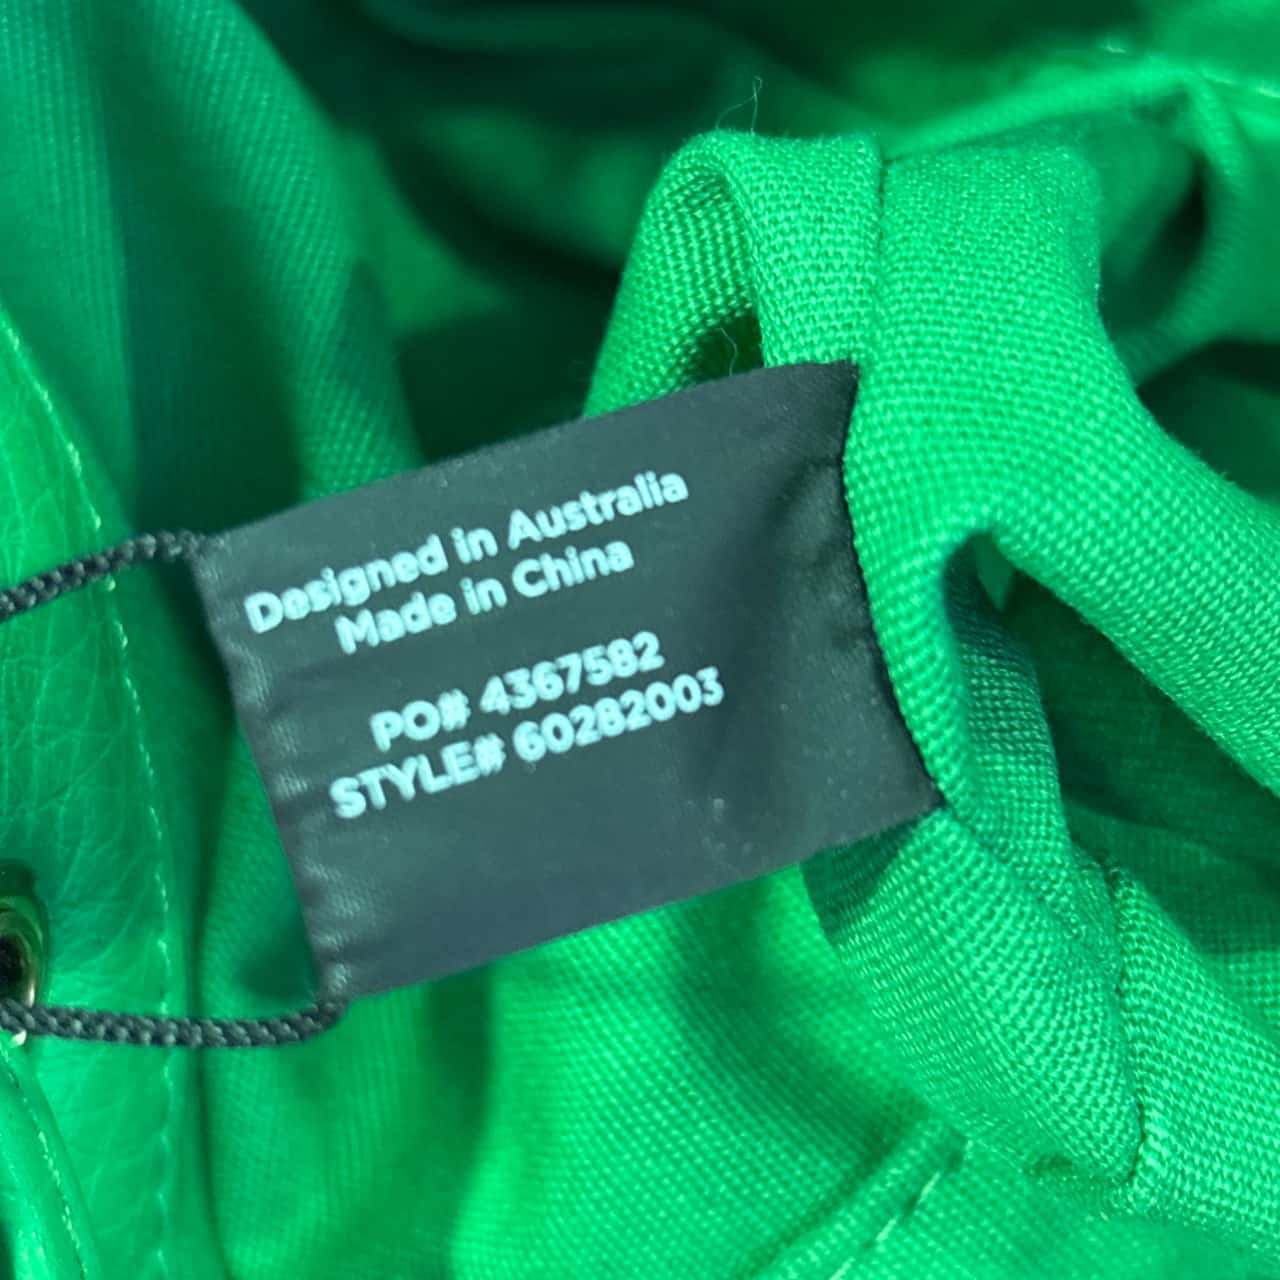 Designed in Australia
Made in China
PO# 4367582
STYLE# 60282003